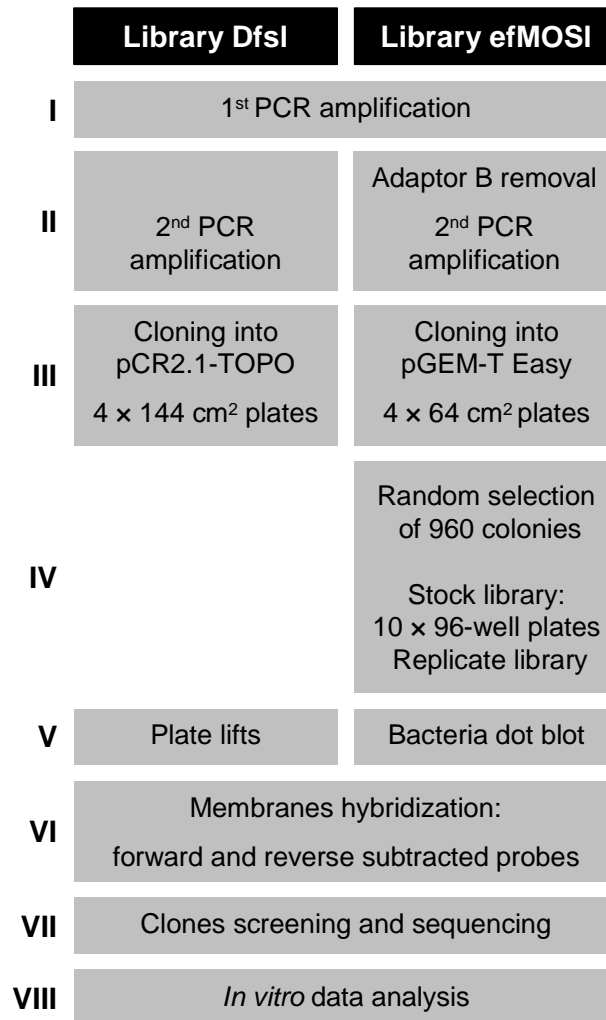 Library DfsI Library efMOSI
I
1st PCR amplification
II
2nd PCR
amplification
Adaptor B removal
2nd PCR
amplification
III
Cloning into
pCR2.1-TOPO
4 × 144 cm² plates
Cloning into
pGEM-T Easy
4 × 64 cm² plates
IV
Random selection
of 960 colonies
Stock library:
10 × 96-well plates
Replicate library
V
Plate lifts
Bacteria dot blot
VI
Membranes hybridization:
forward and reverse subtracted probes
VII
Clones screening and sequencing
VIII
In vitro data analysis